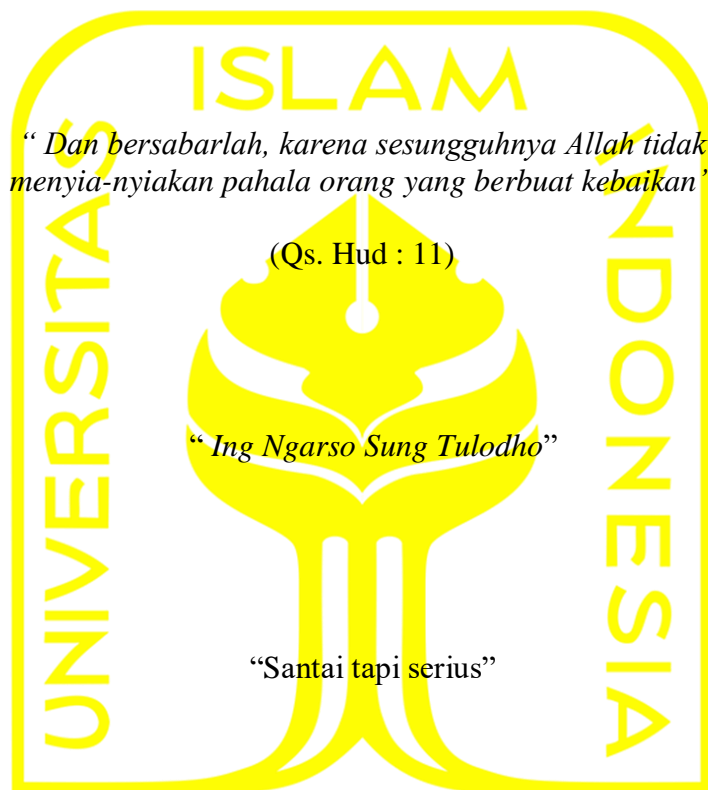 ISLAM
UNIVERSITAS
INDONESIA
“ Dan bersabarlah, karena sesungguhnya Allah tidak
menyia-nyiakan pahala orang yang berbuat kebaikan”
(Qs. Hud : 11)
“ Ing Ngarso Sung Tulodho”
“Santai tapi serius”